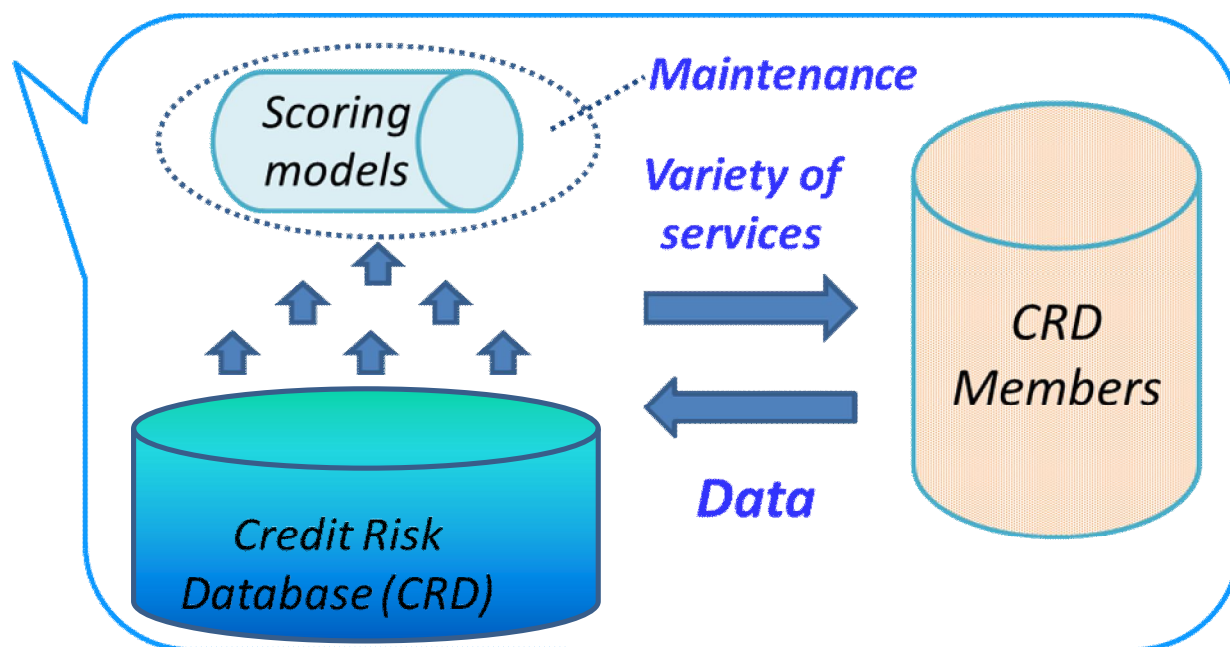 Scoring
models
Maintenance
Variety of
services
CRD
Members
Data
Credit Risk
Database (CRD)